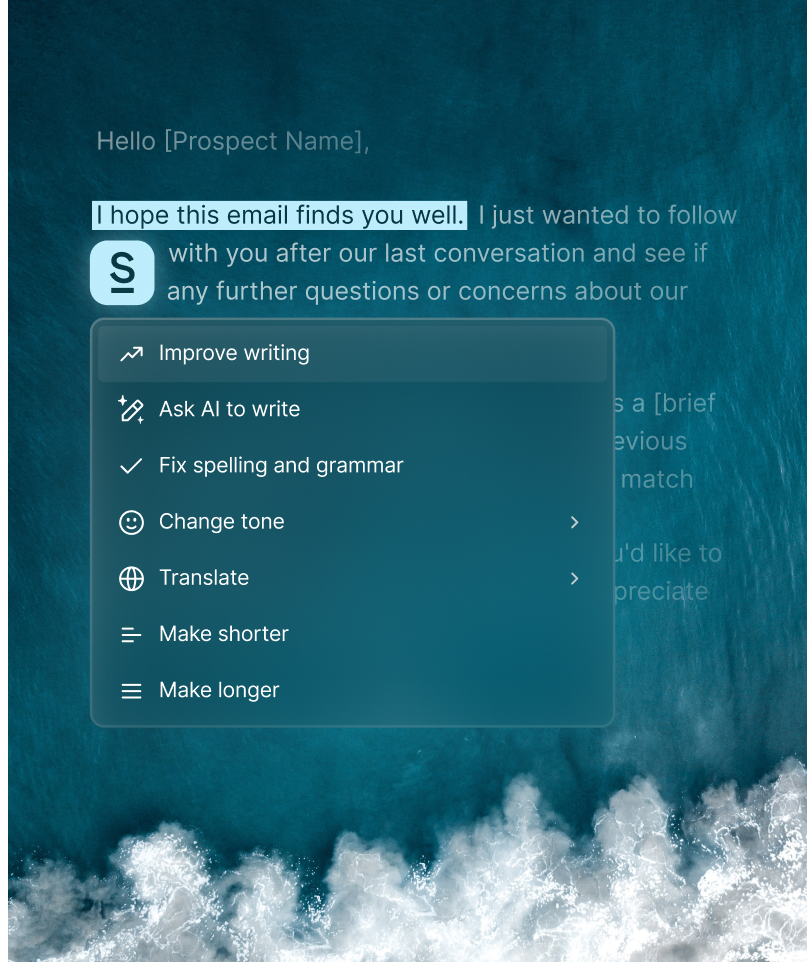 Hello [Prospect Name],
I hope this email finds you well. I just wanted to follow
with you after our last conversation and see if
S
any further questions or concerns about our
Improve writing
Ask AI to write
s a [brief
Fix spelling and grammar
evious
match
Change tone
u'd like to
Translate
preciate
Make shorter
Make longer